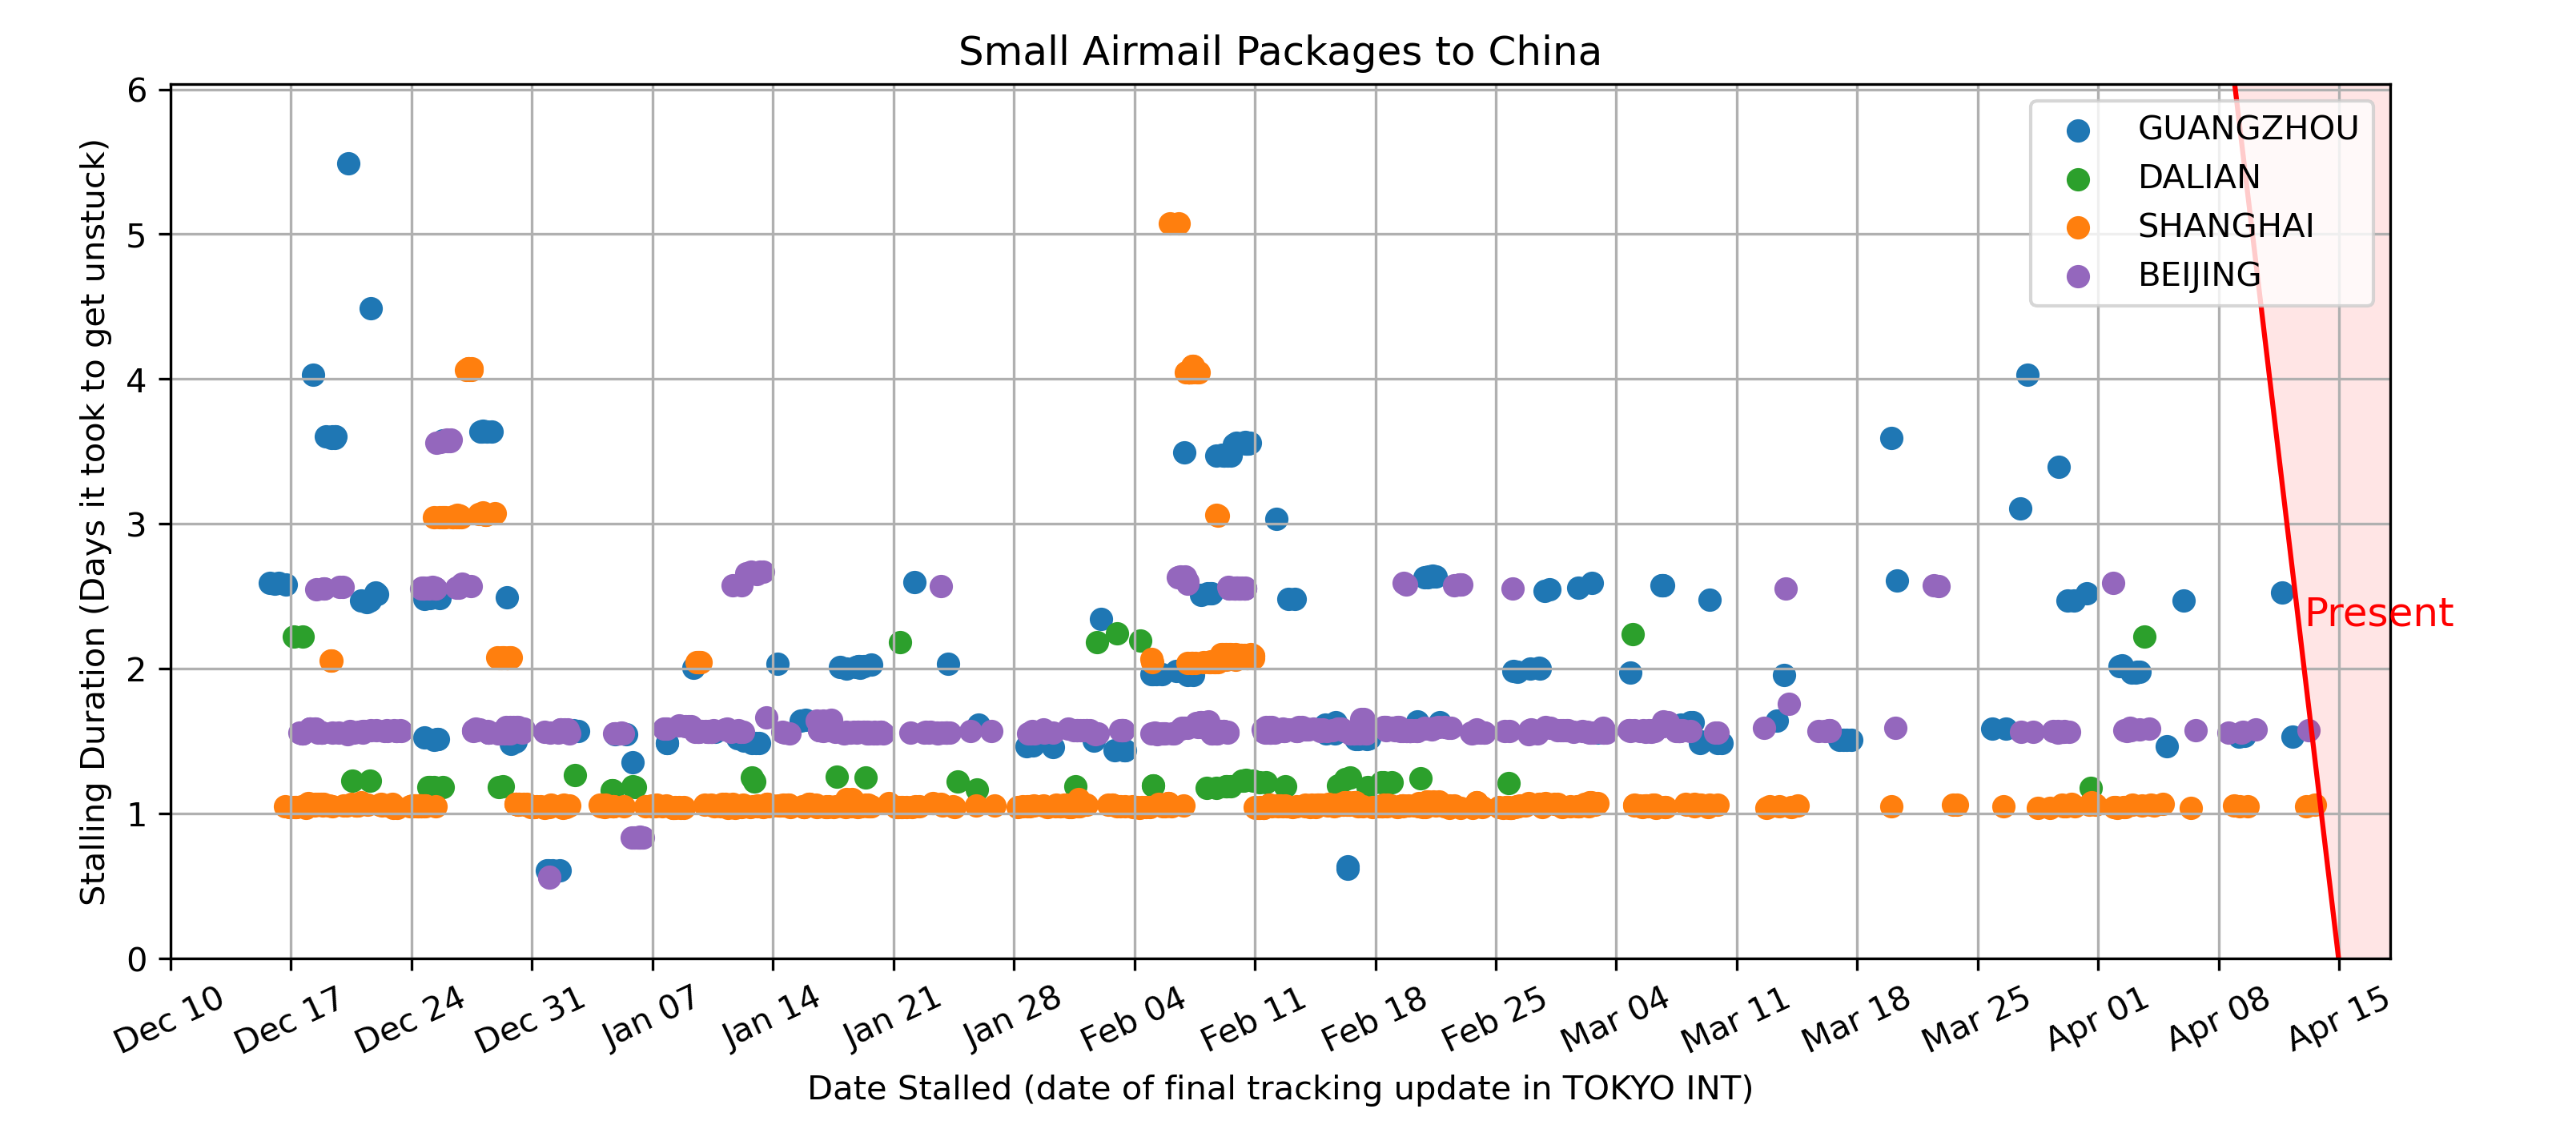 Small Airmail Packages to China
Stalling Duration (Days it took to get unstuck)
6
5
4
3
2
1
0
GUANGZHOU
DALIAN
SHANGHAI
BEIJING
Present
Dec 10
Dec 17
Dec 24
Dec 31
Jan 07
Jan 14
Jan 21
Jan 28
Feb 04
Feb 11
Feb 18
Feb 25
Mar 04
Mar 11
Mar 18
Mar 25
Apr 01
Apr 08
Apr 15
Date Stalled (date of final tracking update in TOKYO INT)